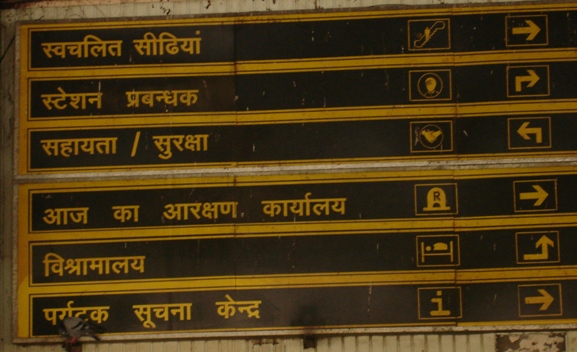 स्वचलित सीढियां
स्टेशन प्रबन्धक
सहायता / सुरक्षा
आज का आरक्षण कार्यालय R
विश्रामालय
पर्यटक सूचना केन्द्र i